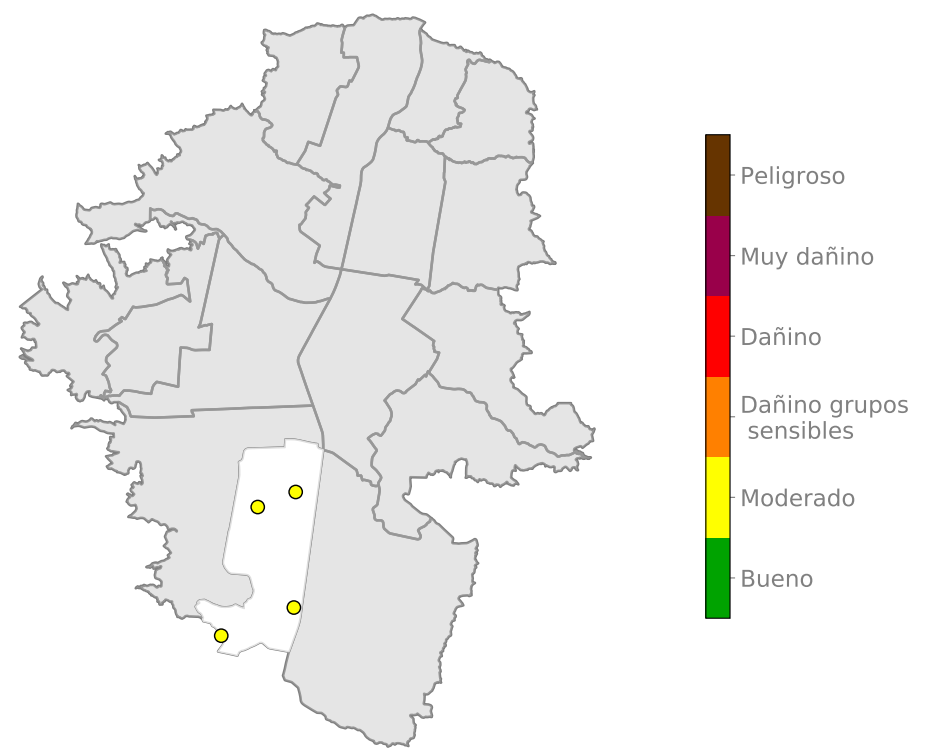 Peligroso
Muy dañino
Dañino
Dañino grupos
sensibles
Moderado
Bueno